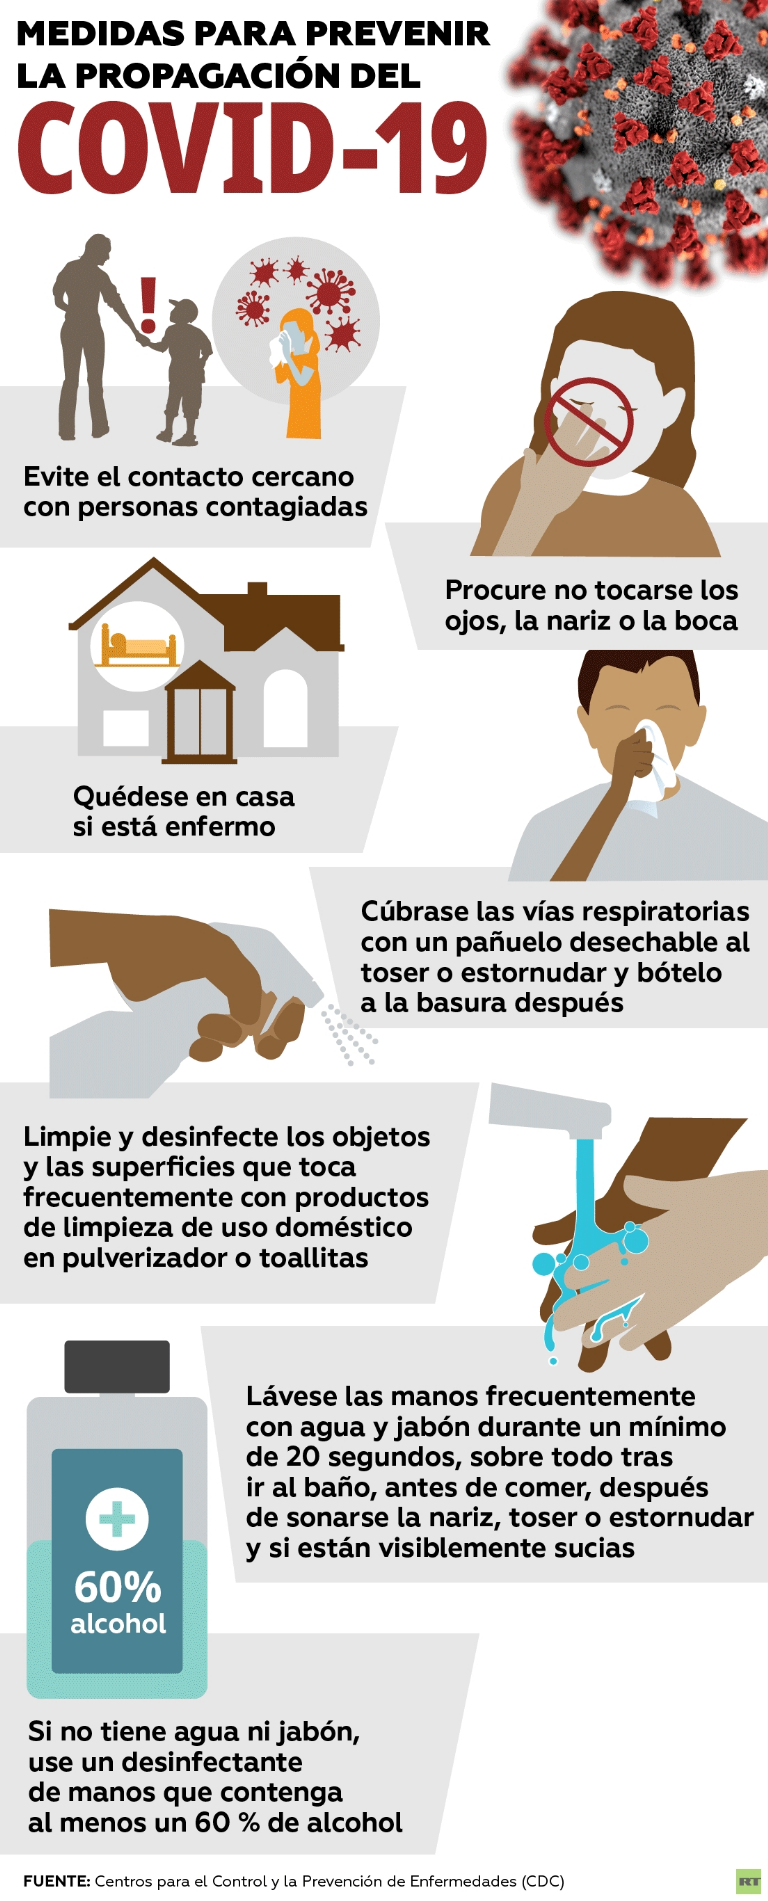 MEDIDAS PARA PREVENIR
LA PROPAGACIÓN DEL
COVID-19
Evite el contacto cercano
con personas contagiadas
Procure no tocarse los
ojos, la nariz o la boca
Quédese en casa
si está enfermo
Cúbrase las vías respiratorias
con un pañuelo desechable al
toser o estornudar y bótelo
a la basura después
Limpie y desinfecte los objetos
y las superficies que toca
frecuentemente con productos
de limpieza de uso doméstico
en pulverizador o toallitas
Lávese las manos frecuentemente
con agua y jabón durante un mínimo
de 20 segundos, sobre todo tras
ir al baño, antes de comer, después
de sonarse la nariz, toser o estornudar
y si están visiblemente sucias
60%
alcohol
Si no tiene agua ni jabón,
use un desinfectante
de manos que contenga
al menos un 60 % de alcohol
FUENTE: Centros para el Control y la Prevención de Enfermedades (CDC)
RT